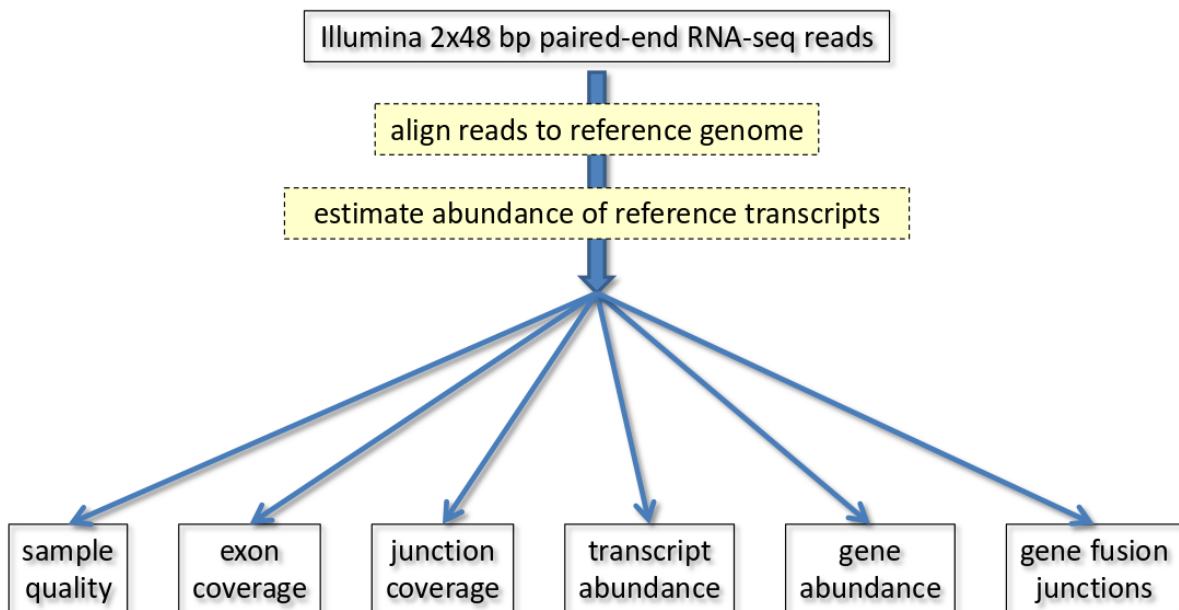 Illumina 2x48 bp paired-end RNA-seq reads
align reads to reference genome
estimate abundance of reference transcripts
sample
quality
exon
coverage
junction
coverage
transcript
abundance
gene
abundance
gene fusion
junctions